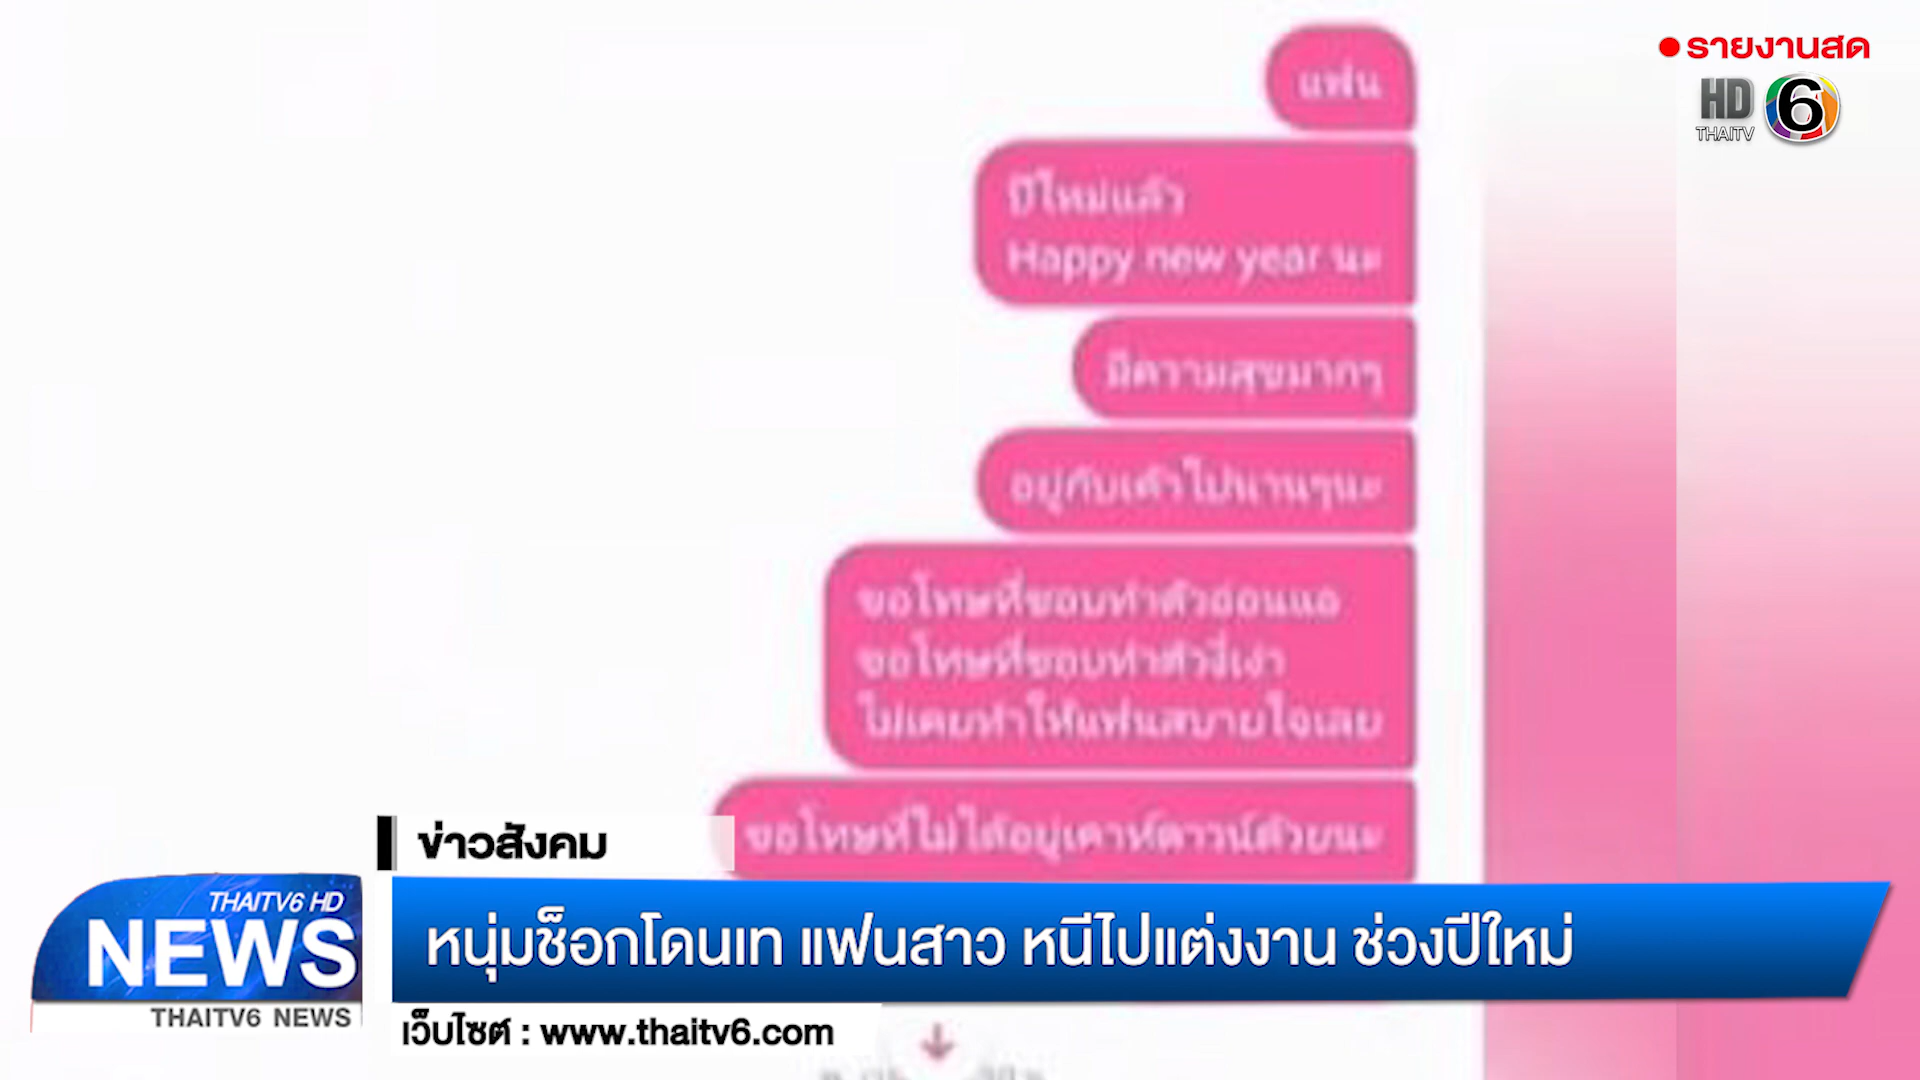 รายงานสด
HD
THAITV
6
แฟน
ปีใหม่แล้ว
Happy new year นะ
มีความสุขมากๆ
อยู่กับเค้าไปนานๆนะ
ขอโทษที่ชอบทำตัวอ่อนแอ
ขอโทษที่ชอบทำตัวงี่เง่า
ไม่เคยทำให้แฟนสบายใจเลย
ขอโทษที่ไม่ได้อยู่เคาท์ดาวน์ด้วยนะ
ข่าวสังคม
THAITV6 HD
NEWS
THAITV6 NEWS
หนุ่มช็อกโดนเท แฟนสาว หนีไปแต่งงาน ช่วงปีใหม่
เว็บไซต์ : www.thaitv6.com